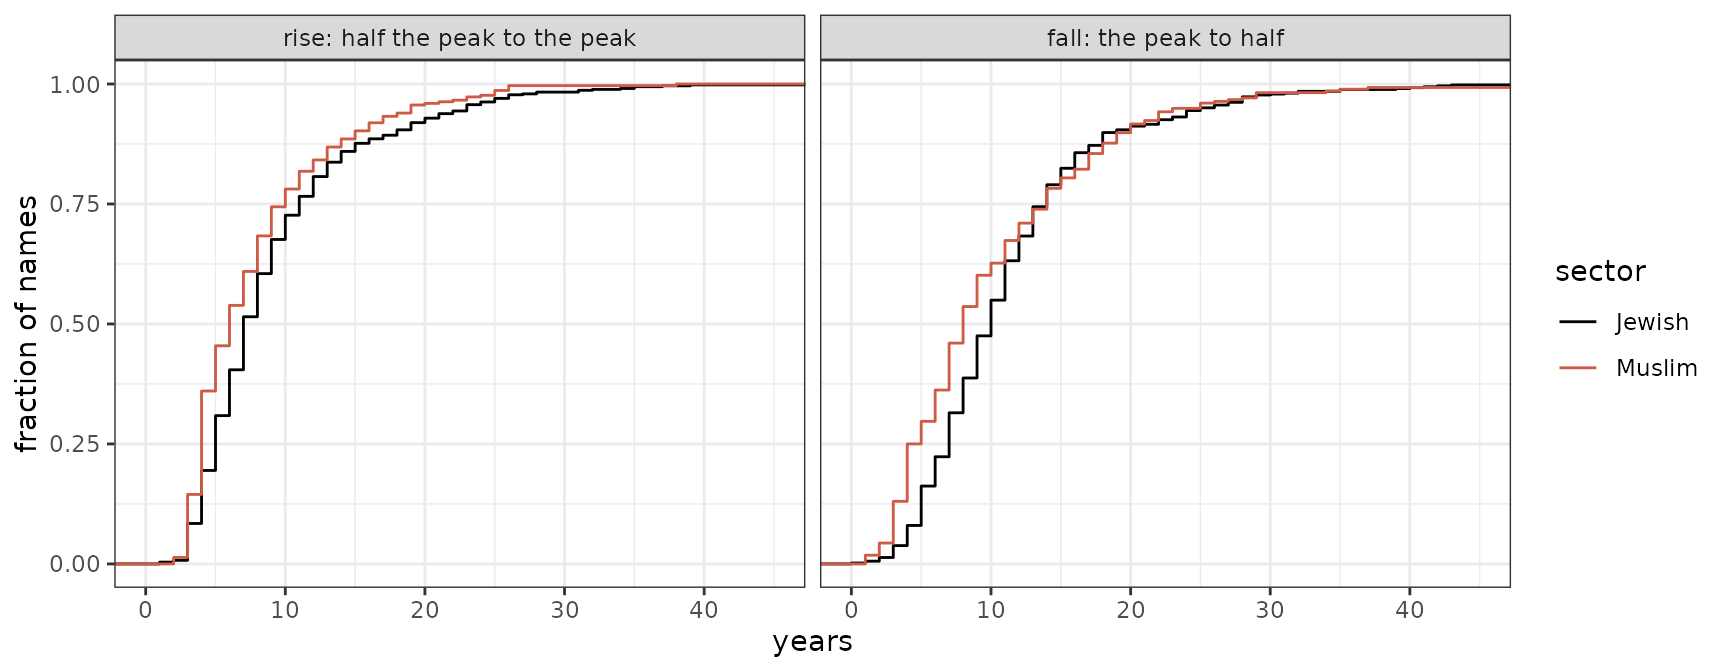 rise: half the peak to the peak
fall: the peak to half
fraction of names
1.00
0.75
0.50
0.25
0.00
0 10 20 30 40
0 10 20 30 40
years
sector
Jewish
Muslim